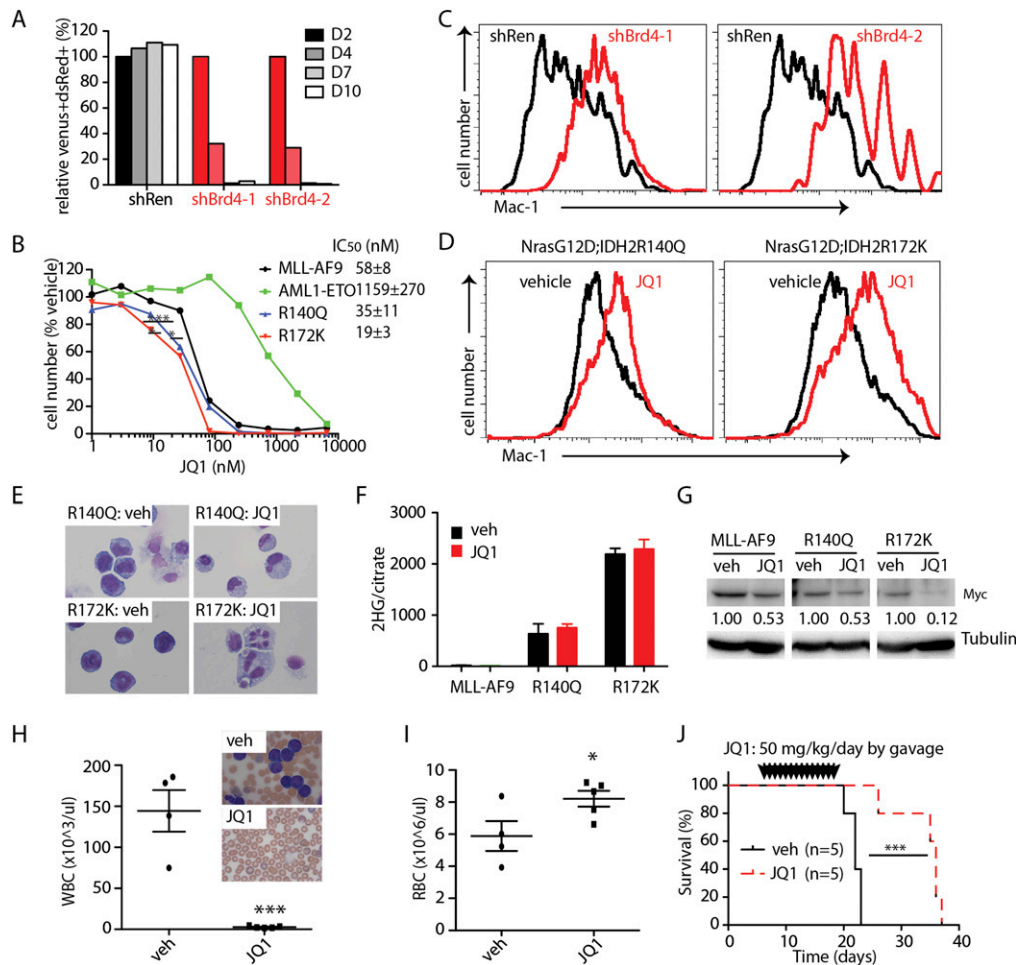 A
relative venus+dsRed+ (%)
120
100
80
60
40
20
0
D2
D4
D7
D10
shRen
shBrd4-1
shBrd4-2
B
cell number (% vehicle)
120
100
80
60
40
20
0
IC50 (nM)
MLL-AF9 58±8
AML1-ETO1159±270
R140Q 35±11
R172K 19±3
***
*
*
1
10
100
1000
10000
JQ1 (nM)
C
cell number
shRen
shBrd4-1
shRen
shBrd4-2
Mac-1
D
NrasG12D;IDH2R140Q
NrasG12D;IDH2R172K
cell number
vehicle
JQ1
vehicle
JQ1
Mac-1
E
R140Q: veh
R140Q: JQ1
R172K: veh
R172K: JQ1
F
2HG/citrate
3000
2000
1000
0
veh
JQ1
MLL-AF9
R140Q
R172K
G
MLL-AF9 R140Q R172K
veh JQ1 veh JQ1 veh JQ1
Myc
1.00 0.53 1.00 0.53 1.00 0.12
Tubulin
H
WBC (x10^3/ul)
200
150
100
50
0
veh
JQ1
***
veh
JQ1
I
RBC (x10^6/ul)
10
8
6
4
2
0
*
veh
JQ1
J
JQ1: 50 mg/kg/day by gavage
Survival (%)
100
80
60
40
20
0
***
veh (n=5)
JQ1 (n=5)
0
10
20
30
40
Time (days)